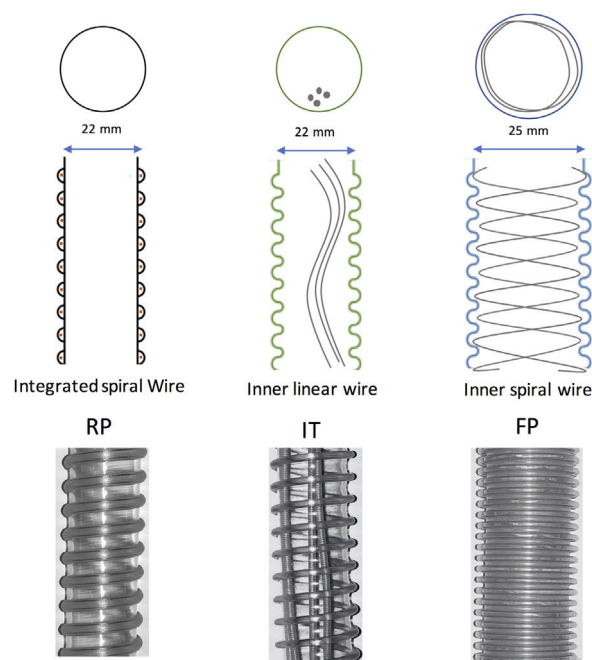 22 mm
22 mm
25 mm
Integrated spiral Wire
Inner linear wire
Inner spiral wire
RP
IT
FP